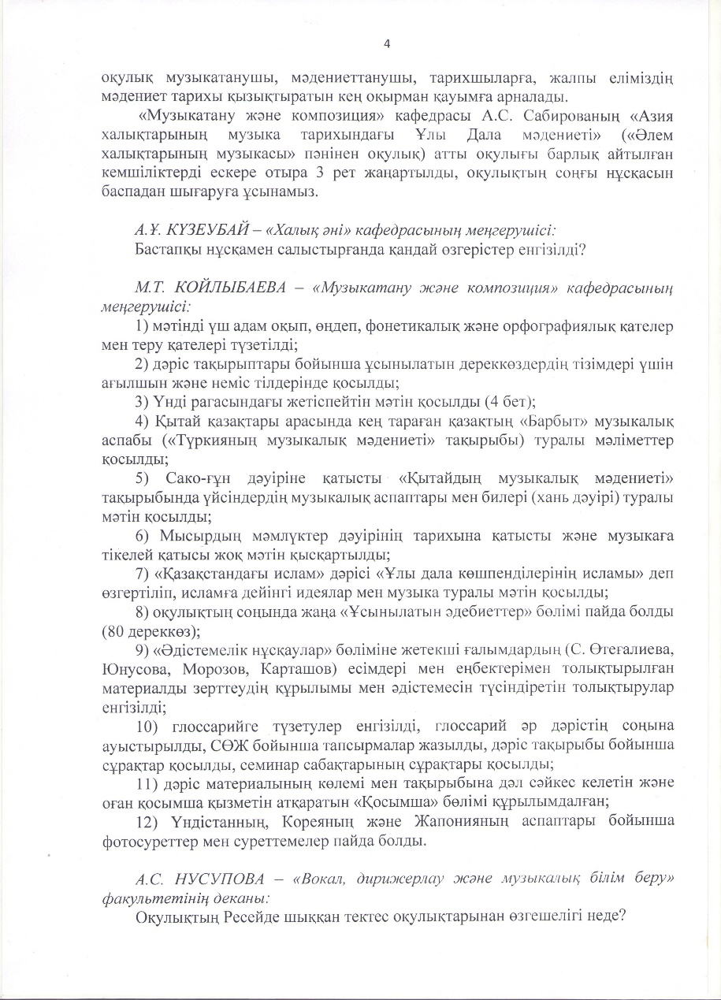 4
оқулық музыкатанушы, мәдениеттанушы, тарихшыларға, жалпы еліміздің
мәдениет тарихы қызықтыратын кең оқырман қауымға арналады.
«Музыкатану және композиция» кафедрасы А.С. Сабированың «Азия
халықтарының музыка тарихындағы Ұлы Дала мәдениеті» («Әлем
халықтарының музыкасы» пәнінен оқулық) атты оқулығы барлық айтылған
кемшіліктерді ескере отыра 3 рет жаңартылды, оқулықтың соңғы нұсқасын
баспадан шығаруға ұсынамыз.
А.Ұ. КҮЗЕУБАЙ – «Халық әні» кафедрасының меңгерушісі:
Бастапқы нұсқамен салыстырғанда қандай өзгерістер енгізілді?
М.Т. КОЙЛЫБАЕВА – «Музыкатану және композиция» кафедрасының
меңгерушісі:
1) мәтінді үш адам оқып, өңдеп, фонетикалық және орфографиялық қателер
мен теру қателері түзетілді;
2) дәріс тақырыптары бойынша ұсынылатын дереккөздердің тізімдері үшін
ағылшын және неміс тілдерінде қосылды;
3) Үнді рагасындағы жетіспейтін мәтін қосылды (4 бет);
4) Қытай қазақтары арасында кең тараған қазақтың «Барбыт» музыкалық
аспабы («Түркияның музыкалық мәдениеті» тақырыбы) туралы мәліметтер
қосылды;
5) Сако-ғұн дәуіріне қатысты «Қытайдың музыкалық мәдениеті»
тақырыбында үйсіндердің музыкалық аспаптары мен билері (хань дәуірі) туралы
мәтін қосылды;
6) Мысырдың мәмлүктер дәуірінің тарихына қатысты және музыкаға
тікелей қатысы жоқ мәтін қысқартылды;
7) «Қазақстандағы ислам» дәрісі «Ұлы дала көшпенділерінің исламы» деп
өзгертіліп, исламға дейінгі идеялар мен музыка туралы мәтін қосылды;
8) оқулықтың соңында жаңа «Ұсынылатын әдебиеттер» бөлімі пайда болды
(80 дереккөз);
9) «Әдістемелік нұсқаулар» бөліміне жетекші ғалымдардың (С. Өтеғалиева,
Юнусова, Морозов, Карташов) есімдері мен еңбектерімен толықтырылған
материалды зерттеудің құрылымы мен әдістемесін түсіндіретін толықтырулар
енгізілді;
10) глоссарийге түзетулер енгізілді, глоссарий әр дәрістің соңына
ауыстырылды, СӨЖ бойынша тапсырмалар жазылды, дәріс тақырыбы бойынша
сұрақтар қосылды, семинар сабақтарының сұрақтары қосылды;
11) дәріс материалының көлемі мен тақырыбына дәл сәйкес келетін және
оған қосымша қызметін атқаратын «Қосымша» бөлімі құрылымдалған;
12) Үндістанның, Кореяның және Жапонияның аспаптары бойынша
фотосуреттер мен суреттемелер пайда болды.
А.С. НУСУПОВА – «Вокал, дирижерлау және музыкалық білім беру»
факультетінің деканы:
Оқулықтың Ресейде шыққан тектес оқулықтарынан өзгешелігі неде?